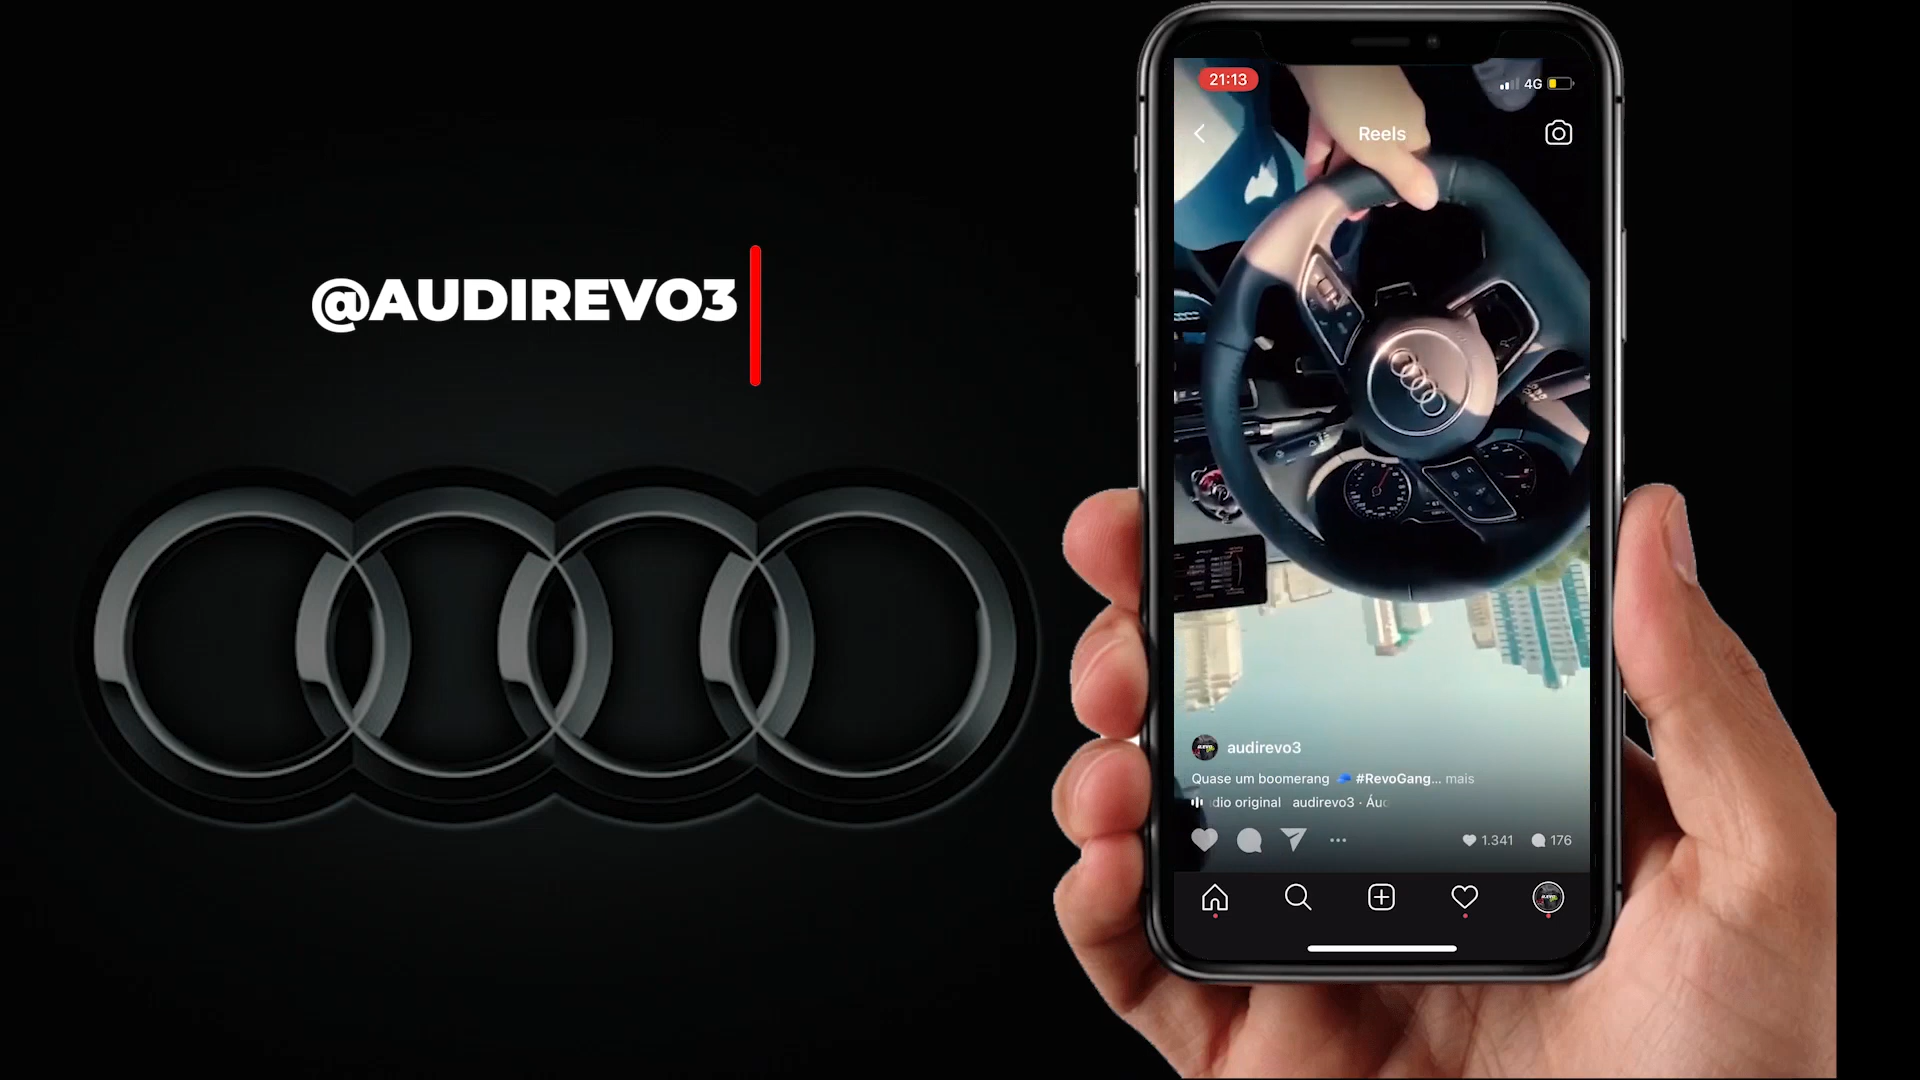 @AUDIREVO3
21:13
4G
Reels
audirevo3
Quase um boomerang 🧢 #RevoGang... mais
dio original audirevo3 · Áu
1.341
176